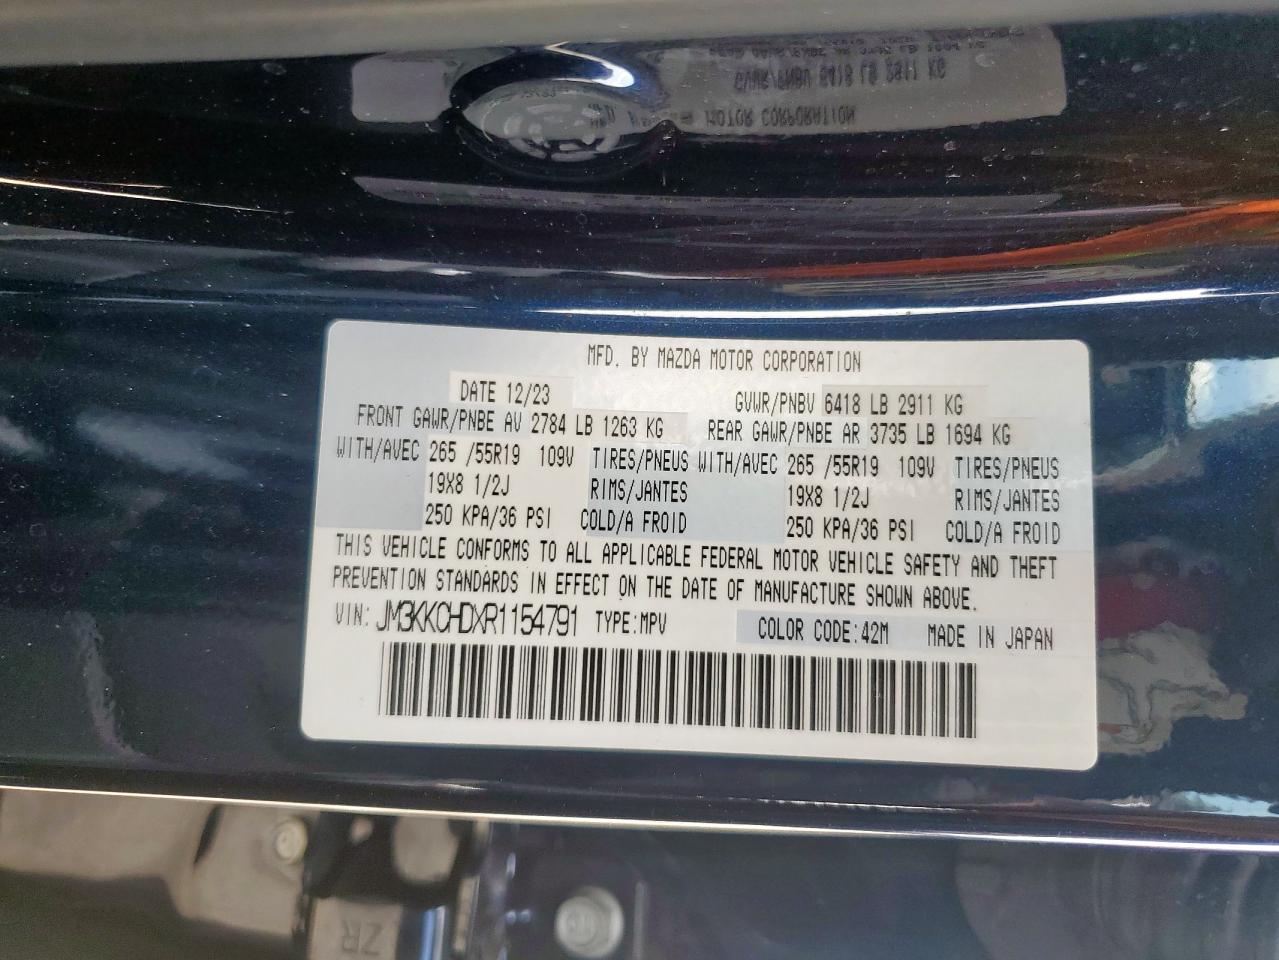 MFD. BY MAZDA MOTOR CORPORATION
DATE 12/23 GVWR/PNBV 6418 LB 2911 KG
FRONT GAWR/PNBE AV 2784 LB 1263 KG REAR GAWR/PNBE AR 3735 LB 1694 KG
WITH/AVEC 265 /55R19 109V TIRES/PNEUS WITH/AVEC 265 /55R19 109V TIRES/PNEUS
19X8 1/2J RIMS/JANTES 19X8 1/2J RIMS/JANTES
250 KPA/36 PSI COLD/A FROID 250 KPA/36 PSI COLD/A FROID
THIS VEHICLE CONFORMS TO ALL APPLICABLE FEDERAL MOTOR VEHICLE SAFETY AND THEFT
PREVENTION STANDARDS IN EFFECT ON THE DATE OF MANUFACTURE SHOWN ABOVE.
VIN: JM3KKCHDXR1154791 TYPE:MPV COLOR CODE:42M MADE IN JAPAN
ZR